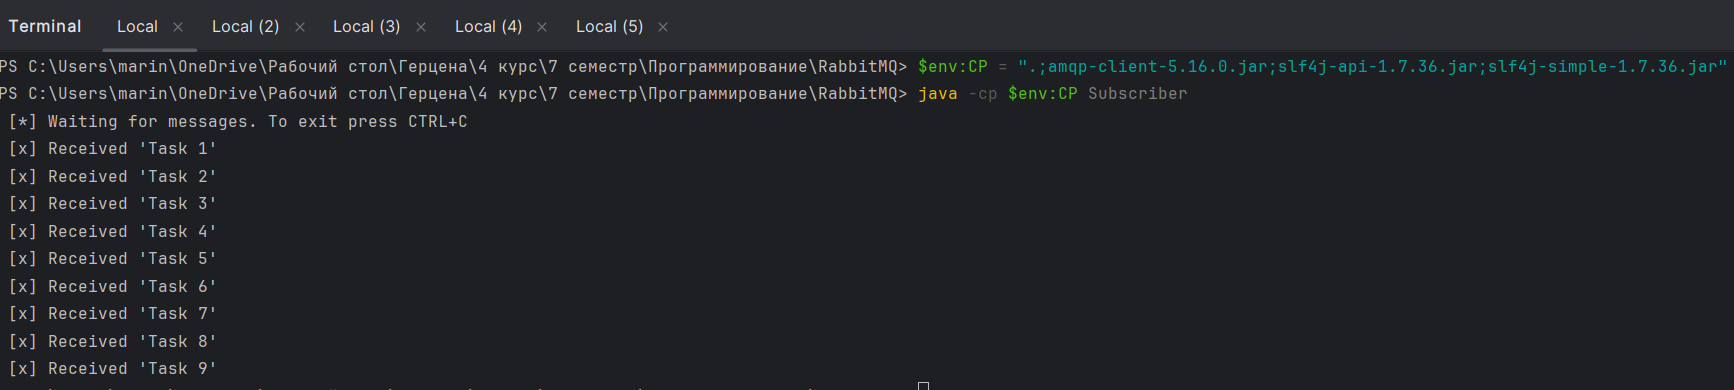 Terminal Local × Local (2) × Local (3) × Local (4) × Local (5) ×
PS C:\Users\marin\OneDrive\Рабочий стол\Герцена\4 курс\7 семестр\Программирование\RabbitMQ> $env:CP = ".;amqp-client-5.16.0.jar;slf4j-api-1.7.36.jar;slf4j-simple-1.7.36.jar"
PS C:\Users\marin\OneDrive\Рабочий стол\Герцена\4 курс\7 семестр\Программирование\RabbitMQ> java -cp $env:CP Subscriber
[*] Waiting for messages. To exit press CTRL+C
[x] Received 'Task 1'
[x] Received 'Task 2'
[x] Received 'Task 3'
[x] Received 'Task 4'
[x] Received 'Task 5'
[x] Received 'Task 6'
[x] Received 'Task 7'
[x] Received 'Task 8'
[x] Received 'Task 9'